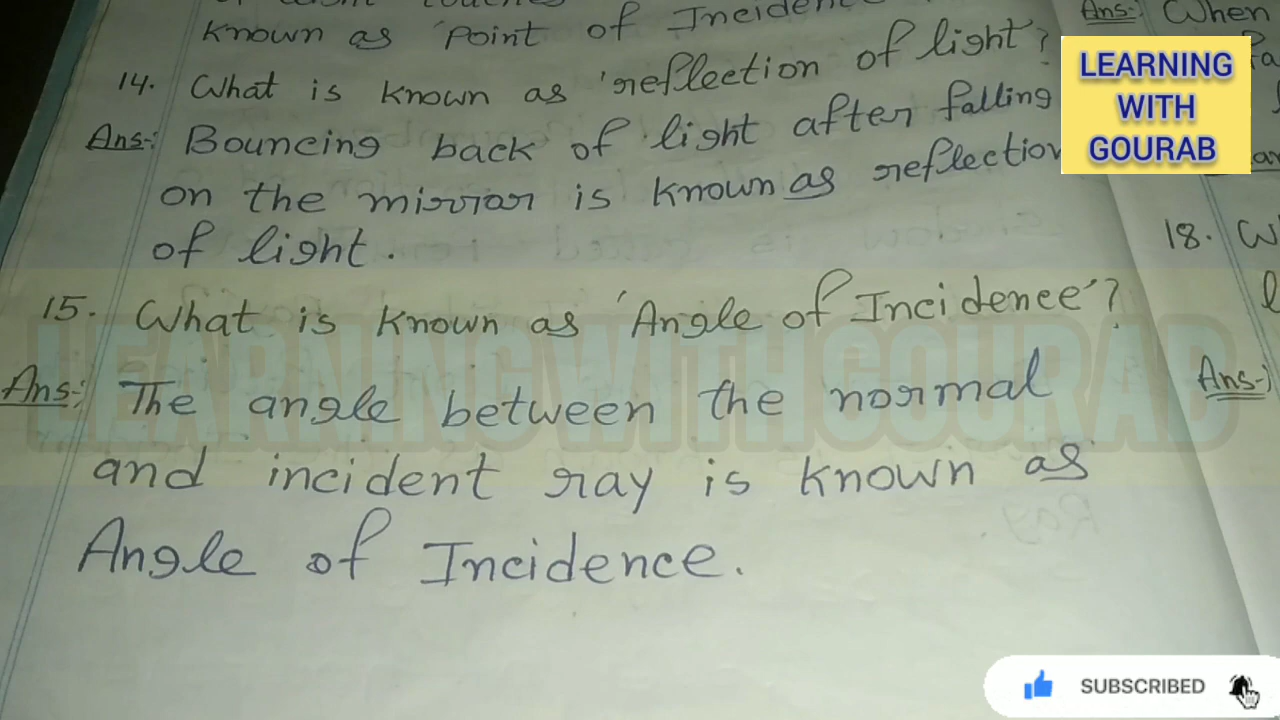 known as 'Point of Incidence
14. What is known as 'reflection of light'?
Ans:- Bouncing back of light after falling
on the mirror is known as reflection
of light.
15. What is known as 'Angle of Incidence'?
Ans:- The angle between the normal
and incident ray is known as
Angle of Incidence.
Ans:- When
18.
Ans:-
Ray
LEARNING
WITH
GOURAB
LEARNINGWITHGOURAB
SUBSCRIBED